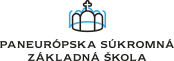 PANEURÓPSKA SÚKROMNÁ
ZÁKLADNÁ ŠKOLA